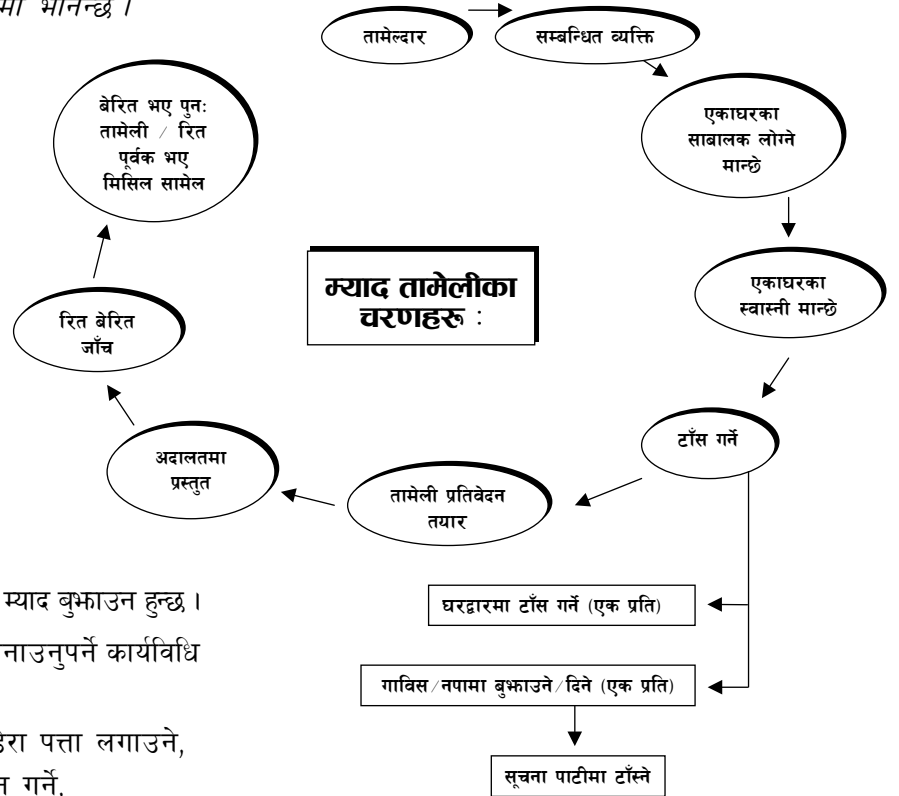 मा भनिन्छ ।
तामेल्दार
सम्बन्धित व्यक्ति
एकाघरका
साबालक लोग्ने
मान्छे
एकाघरका
स्वास्नी मान्छे
टाँस गर्ने
तामेली प्रतिवेदन
तयार
अदालतमा
प्रस्तुत
रित बेरित
जाँच
बेरित भए पुनः
तामेली / रित
पूर्वक भए
मिसिल सामेल
म्याद तामेलीका
चरणहरू :
घरद्वारमा टाँस गर्ने (एक प्रति)
गाविस/नपामा बुझाउने/दिने (एक प्रति)
सूचना पाटीमा टाँस्ने
म्याद बुझाउन हुन्छ ।
नाउनुपर्ने कार्यविधि
पत्ता लगाउने,
गर्ने,